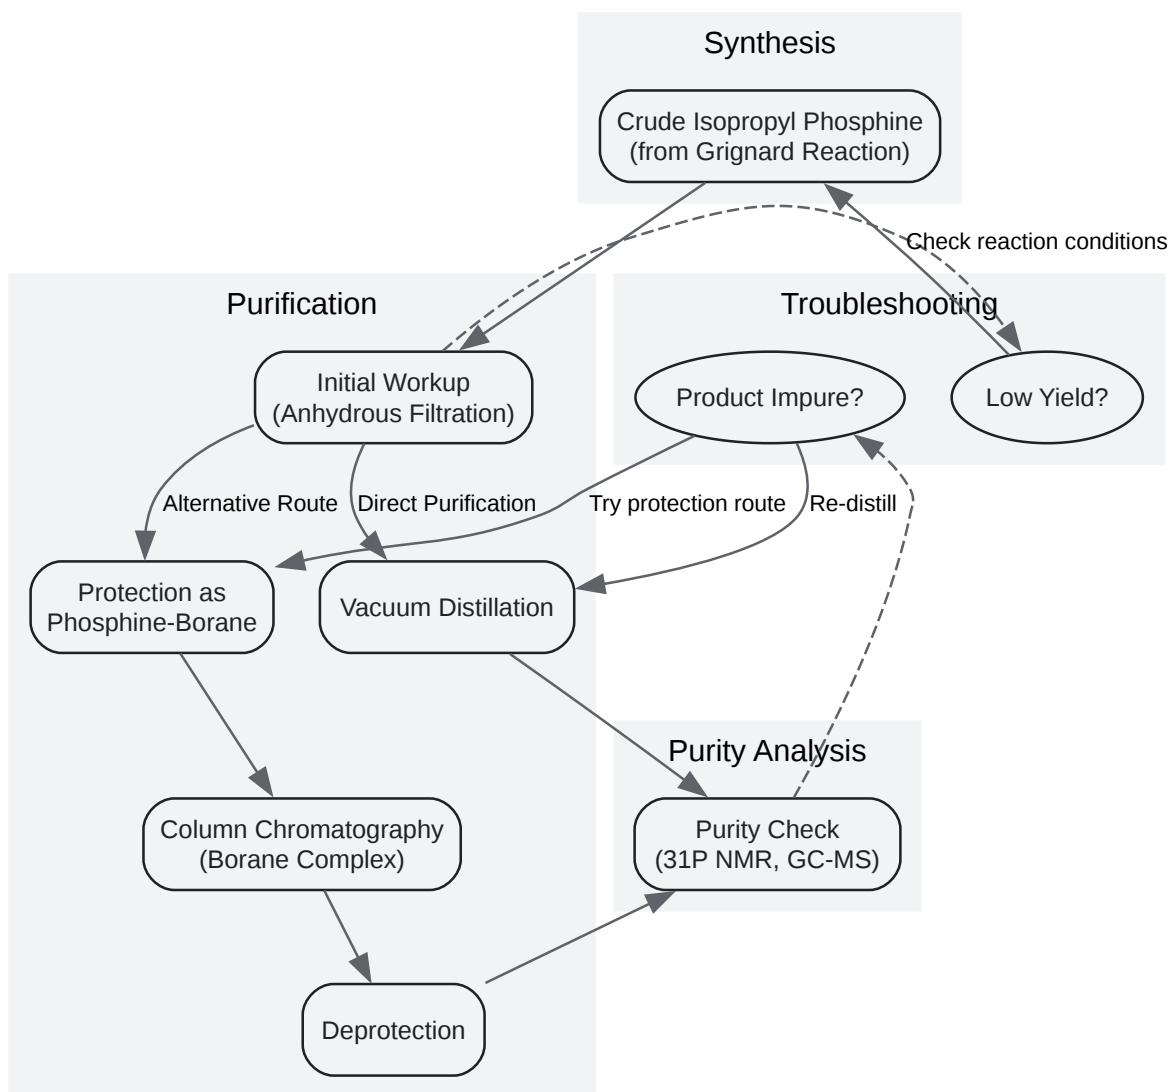 Synthesis
Crude Isopropyl Phosphine
(from Grignard Reaction)
Check reaction conditions
Purification
Troubleshooting
Initial Workup
(Anhydrous Filtration)
Product Impure?
Low Yield?
Alternative Route
Direct Purification
Try protection route
Re-distill
Protection as
Phosphine-Borane
Vacuum Distillation
Purity Analysis
Column Chromatography
(Borane Complex)
Purity Check
(31P NMR, GC-MS)
Deprotection